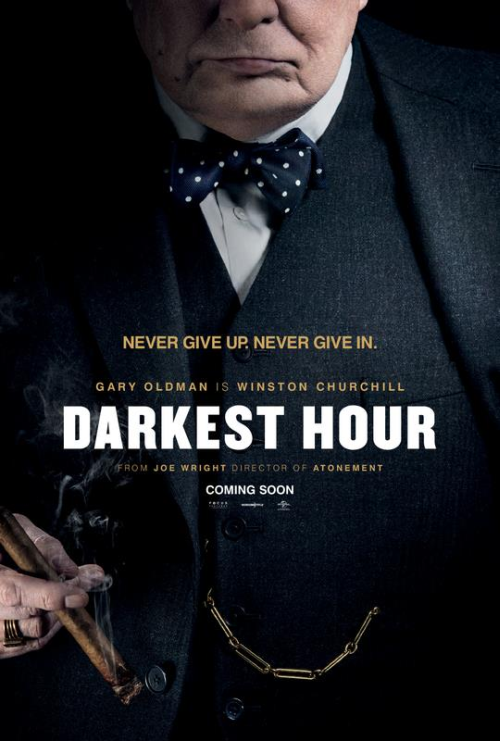 NEVER GIVE UP. NEVER GIVE IN.
GARY OLDMAN IS WINSTON CHURCHILL
DARKEST HOUR
FROM JOE WRIGHT DIRECTOR OF ATONEMENT
COMING SOON